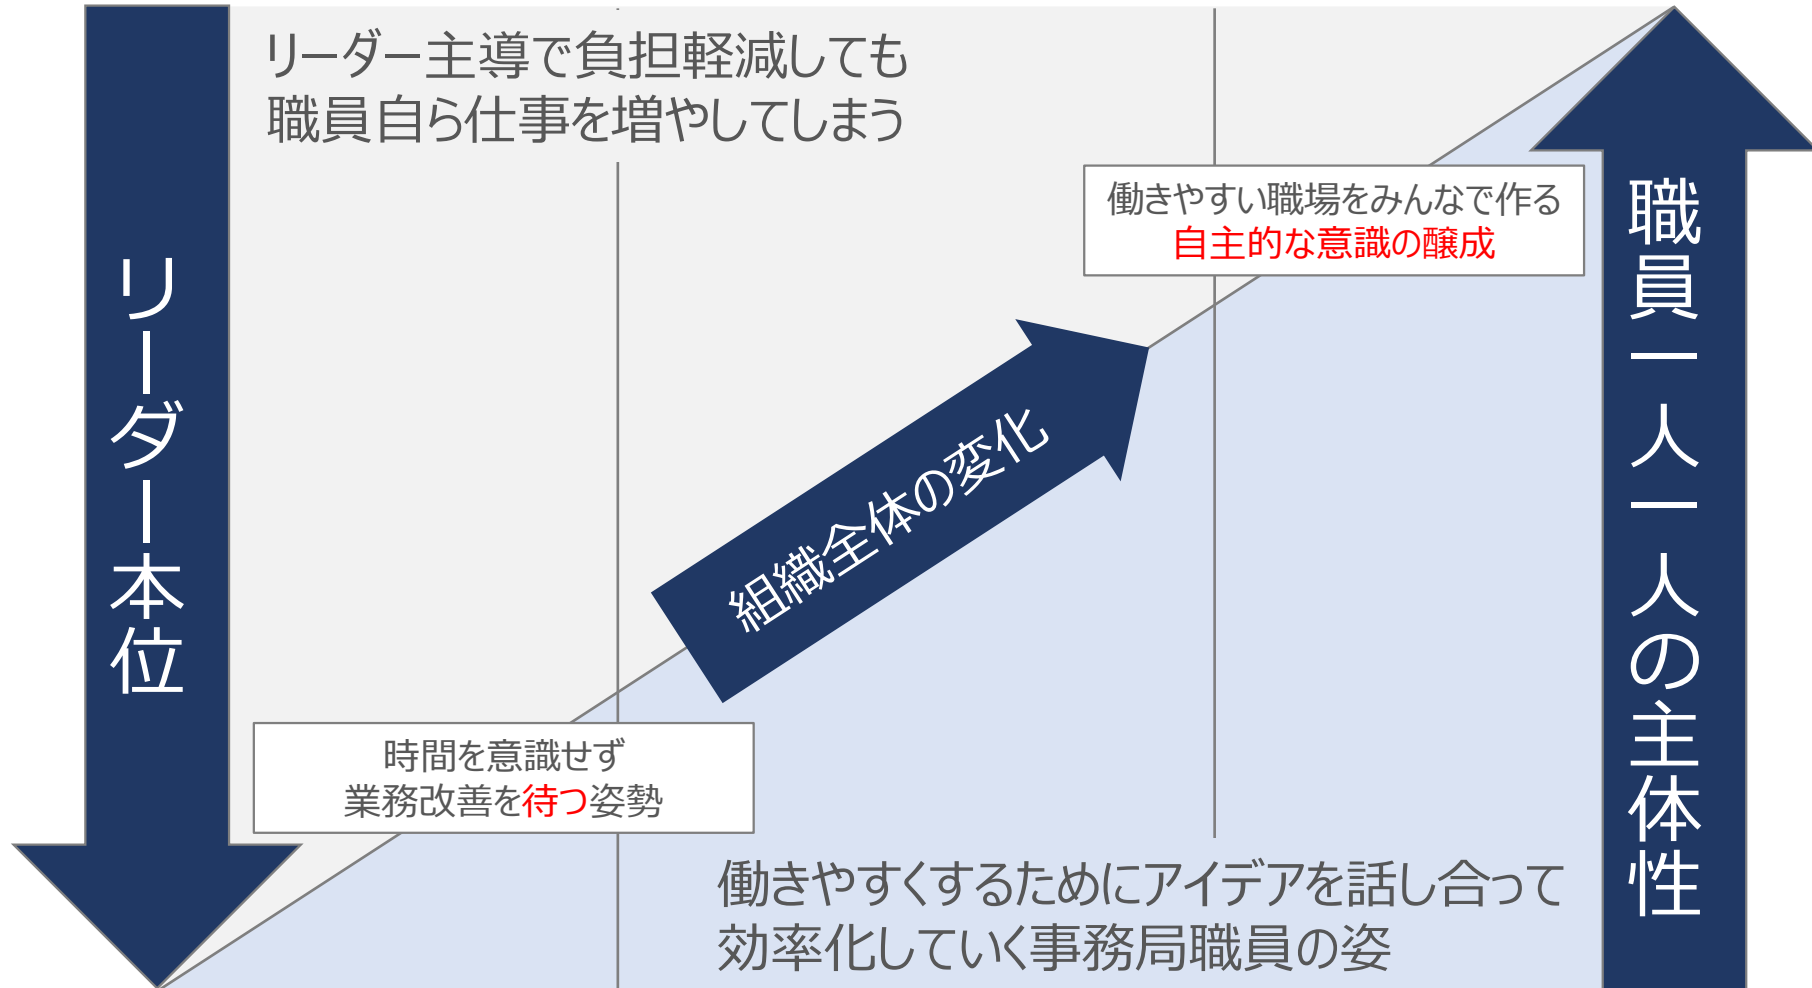 リーダー主導で負担軽減しても
職員自ら仕事を増やしてしまう
働きやすい職場をみんなで作る
自主的な意識の醸成
リーダー本位
職員一人一人の主体性
組織全体の変化
時間を意識せず
業務改善を待つ姿勢
働きやすくするためにアイデアを話し合って
効率化していく事務局職員の姿